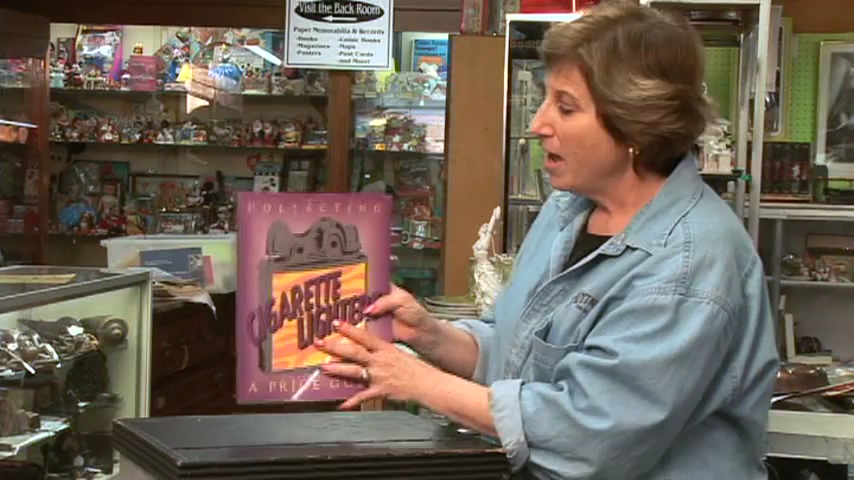 Visit the Back Room
Paper Memorabilia & Records
-Books
-Magazines
-Posters
-Comic Books
-Maps
-Post Cards
-and More!
COLLECTING
CIGARETTE
LIGHTERS
A PRICE